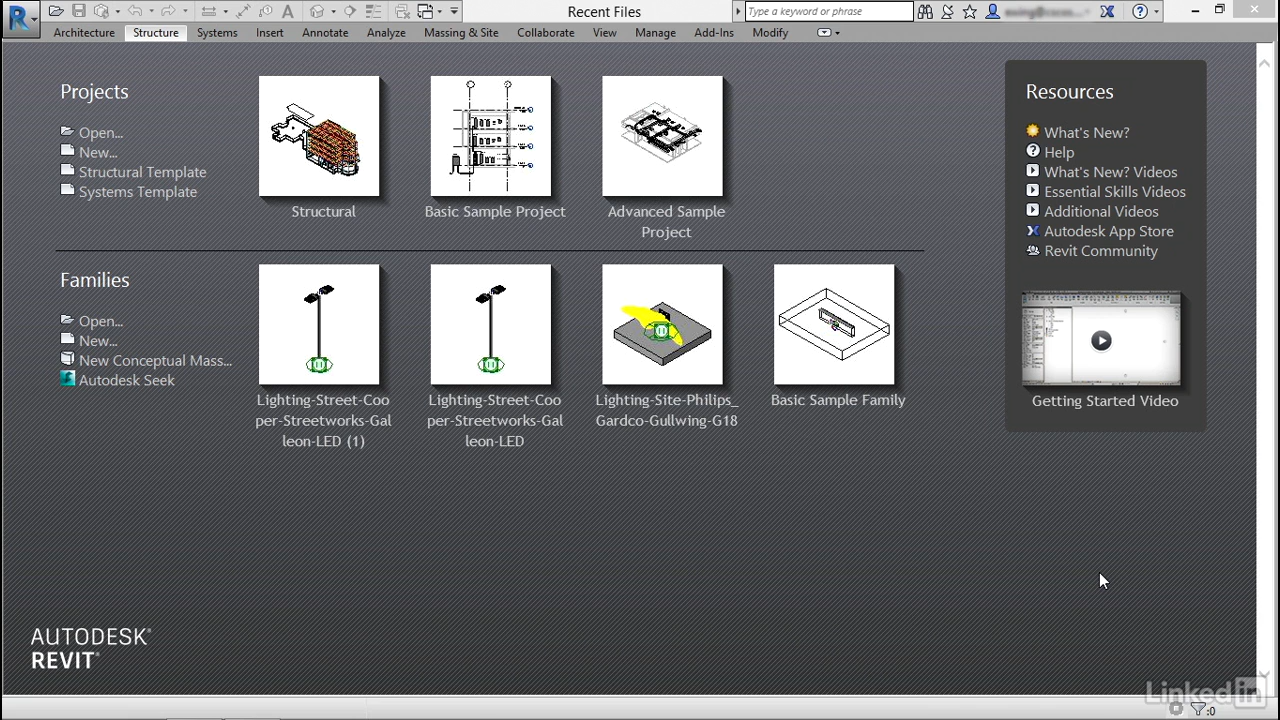 Recent Files
Type a keyword or phrase
Architecture Structure Systems Insert Annotate Analyze Massing & Site Collaborate View Manage Add-Ins Modify
Projects
Open...
New...
Structural Template
Systems Template
Structural
Basic Sample Project
Advanced Sample
Project
Families
Open...
New...
New Conceptual Mass...
Autodesk Seek
Lighting-Street-Coo
per-Streetworks-Gal
leon-LED (1)
Lighting-Street-Coo
per-Streetworks-Gal
leon-LED
Lighting-Site-Philips_
Gardco-Gullwing-G18
Basic Sample Family
Resources
What's New?
Help
What's New? Videos
Essential Skills Videos
Additional Videos
Autodesk App Store
Revit Community
Getting Started Video
AUTODESK®
REVIT®
Linked in
:0